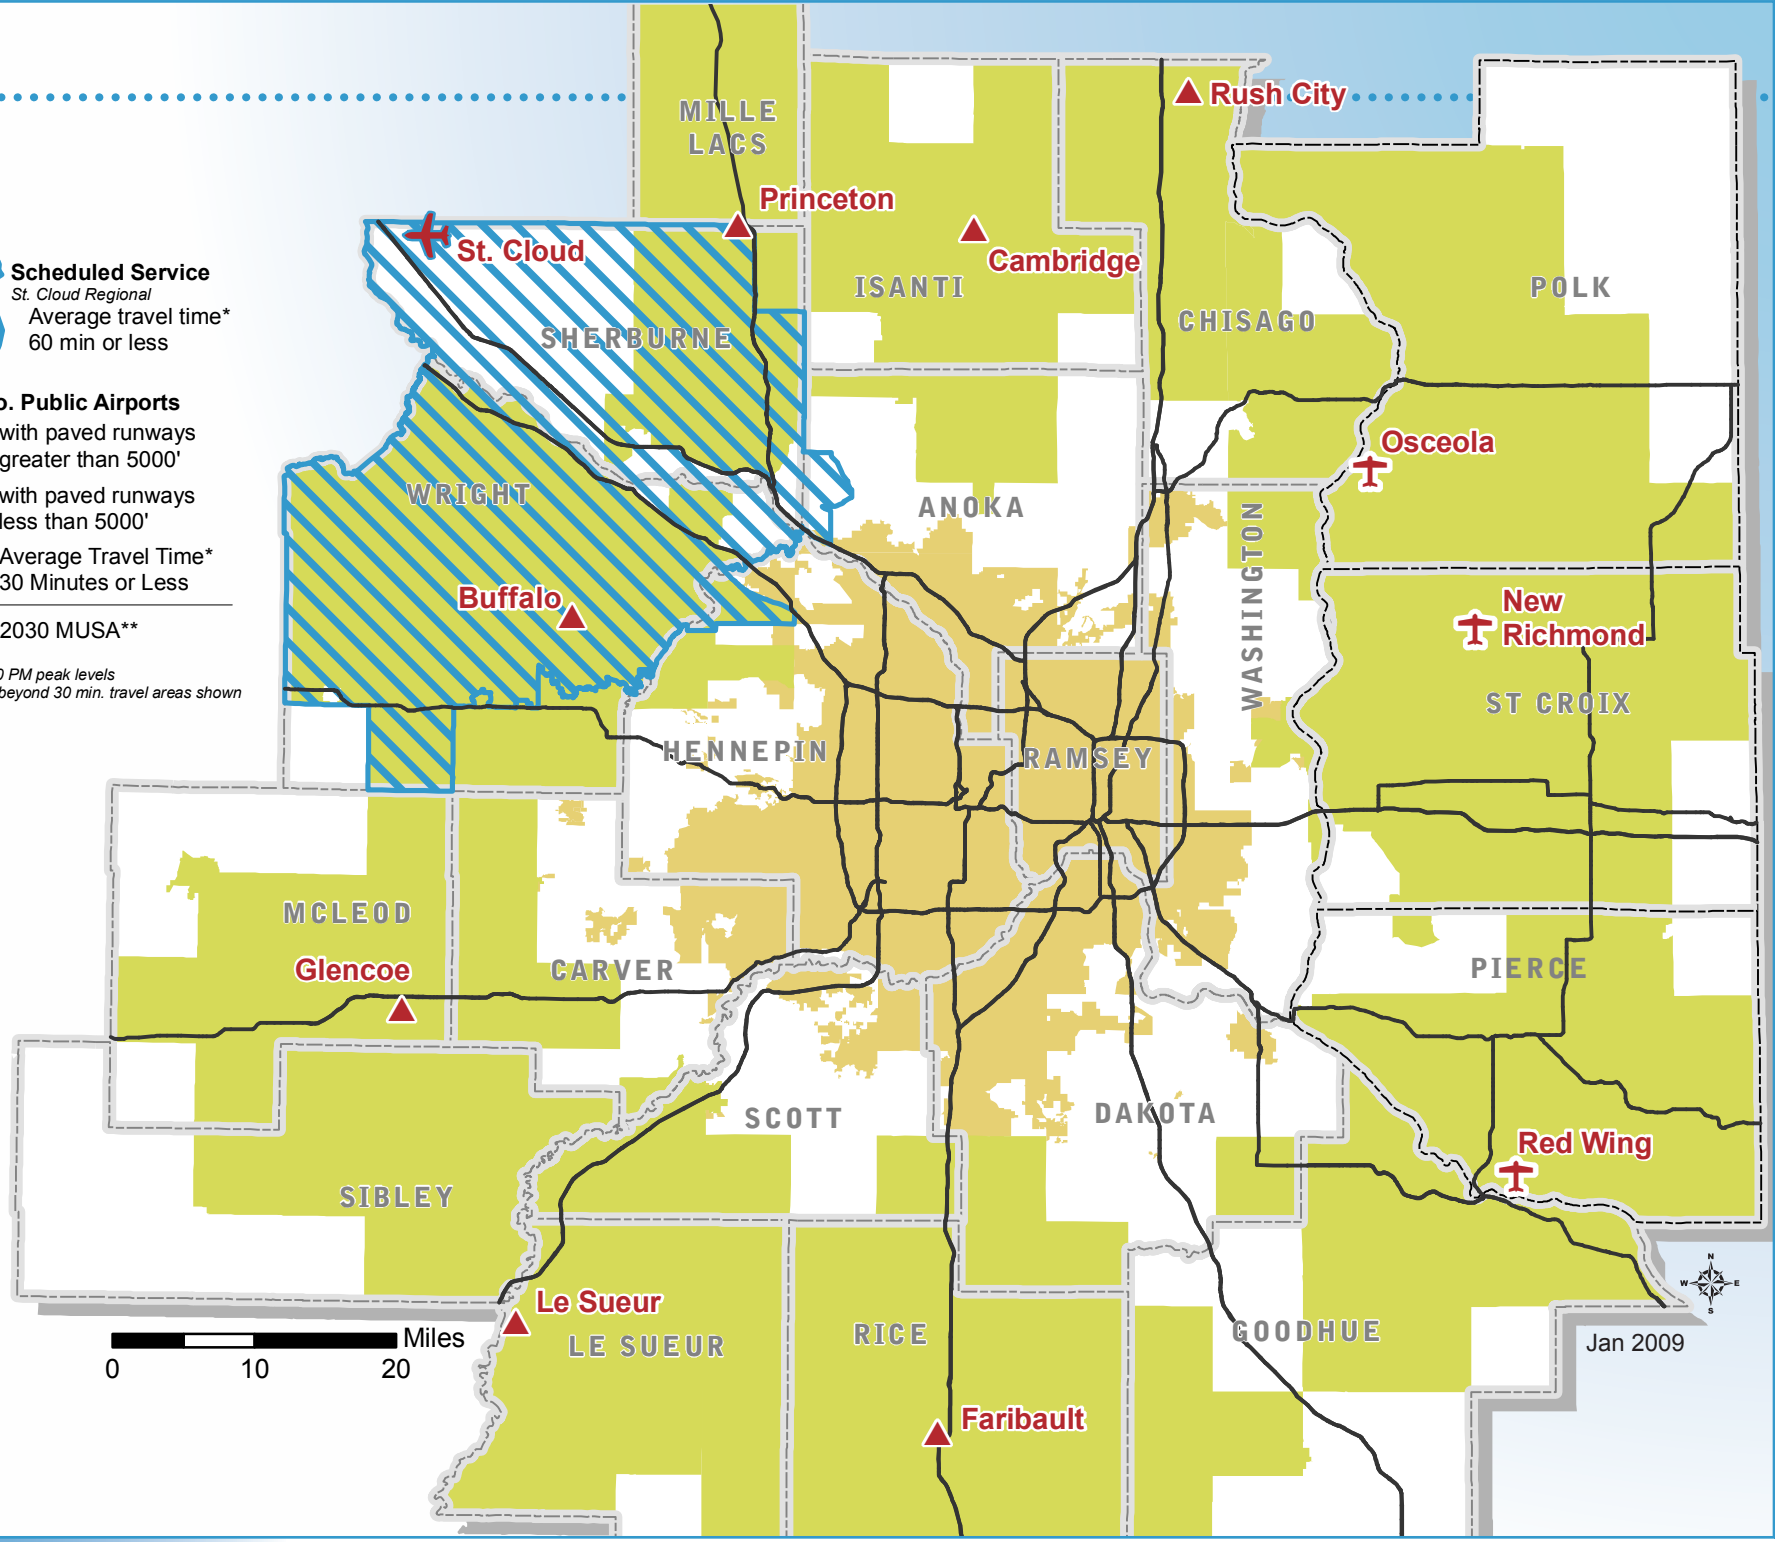 Scheduled Service
St. Cloud Regional
Average travel time*
60 min or less
Public Airports
with paved runways
greater than 5000'
with paved runways
less than 5000'
Average Travel Time*
30 Minutes or Less
2030 MUSA**
PM peak levels
beyond 30 min. travel areas shown
MILLE
LACS
Rush City
Princeton
St. Cloud
Cambridge
ISANTI
POLK
SHERBURNE
CHISAGO
Osceola
WRIGHT
ANOKA
WASHINGTON
Buffalo
New
Richmond
ST CROIX
HENNEPIN
RAMSEY
MCLEOD
Glencoe
CARVER
PIERCE
SCOTT
DAKOTA
Red Wing
SIBLEY
Le Sueur
LE SUEUR
RICE
GOODHUE
Faribault
Miles
0 10 20
N
W E
S
Jan 2009